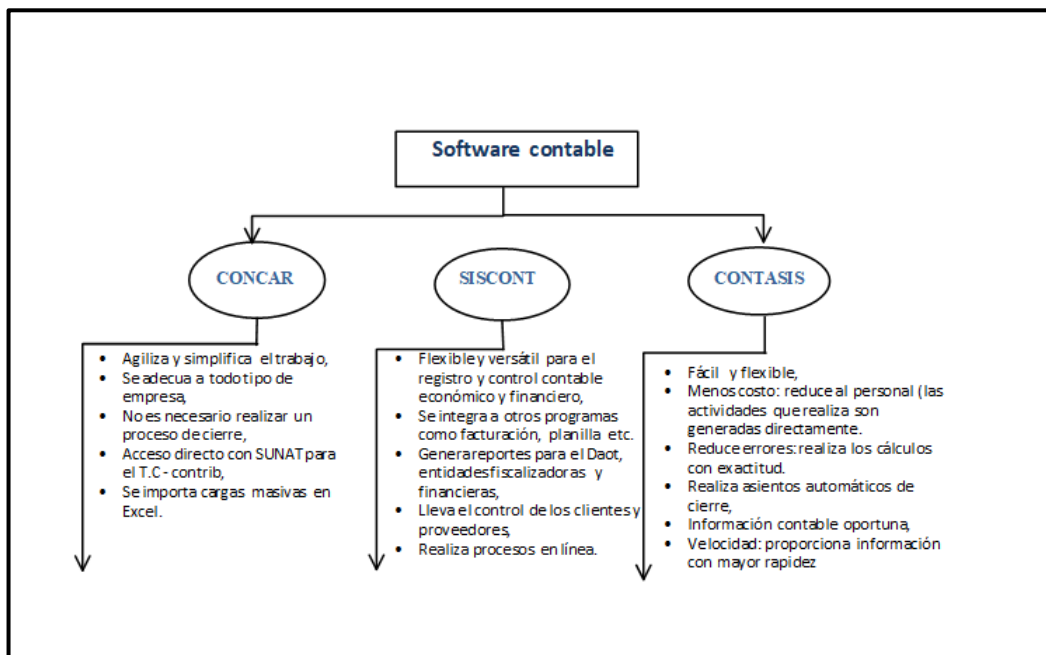 Software contable
CONCAR
SISCONT
CONTASIS
• Agiliza y simplifica el trabajo,
• Se adecua a todo tipo de
empresa,
• No es necesario realizar un
proceso de cierre,
• Acceso directo con SUNAT para
el T.C - contrib,
• Se importa cargas masivas en
Excel.
• Flexible y versátil para el
registro y control contable
económico y financiero,
• Se integra a otros programas
como facturación, planilla etc.
• Genera reportes para el Daot,
entidades fiscalizadoras y
financieras,
• Lleva el control de los clientes y
proveedores,
• Realiza procesos en línea.
• Fácil y flexible,
• Menos costo: reduce al personal (las
actividades que realiza son
generadas directamente.
• Reduce errores: realiza los cálculos
con exactitud.
• Realiza asientos automáticos de
cierre,
• Información contable oportuna,
• Velocidad: proporciona información
con mayor rapidez